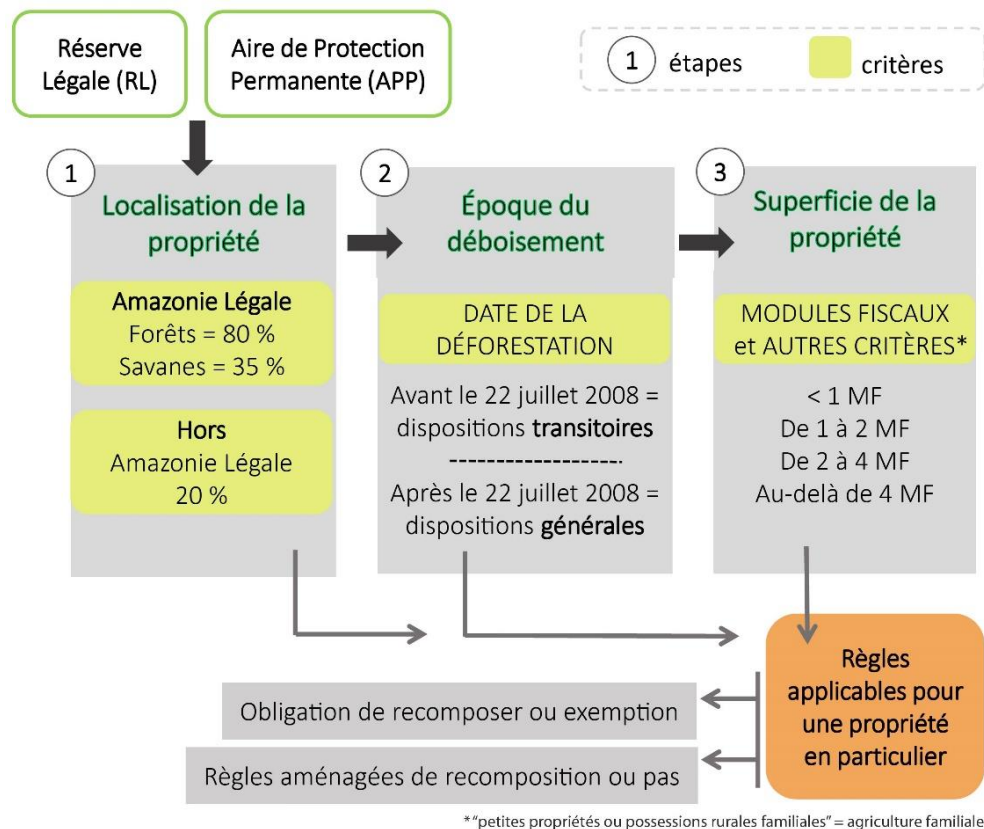 Réserve
Légale (RL)
Aire de Protection
Permanente (APP)
1 étapes
critères
1
Localisation de la
propriété
Amazonie Légale
Forêts = 80 %
Savanes = 35 %
Hors
Amazonie Légale
20 %
2
Époque du
déboisement
DATE DE LA
DÉFORESTATION
Avant le 22 juillet 2008 =
dispositions transitoires
--------------------
Après le 22 juillet 2008 =
dispositions générales
3
Superficie de la
propriété
MODULES FISCAUX
et AUTRES CRITÈRES*
< 1 MF
De 1 à 2 MF
De 2 à 4 MF
Au-delà de 4 MF
Règles
applicables pour
une propriété
en particulier
Obligation de recomposer ou exemption
Règles aménagées de recomposition ou pas
*"petites propriétés ou possessions rurales familiales" = agriculture familiale